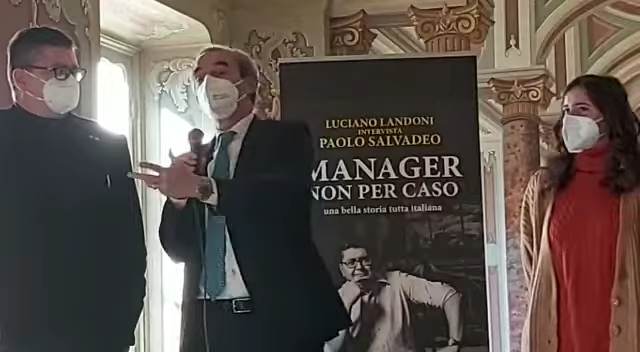 LUCIANO LANDONI
INTERVISTA
PAOLO SALVADEO
MANAGER
NON PER CASO
una bella storia tutta italiana